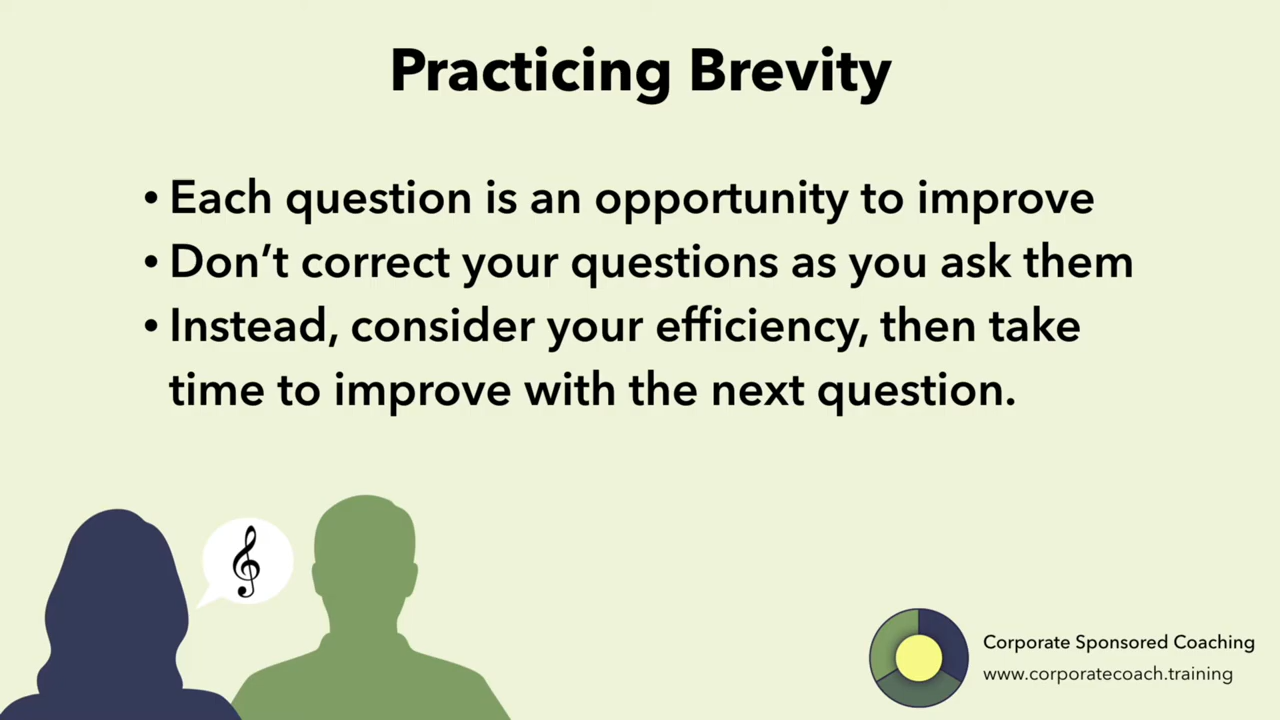 Practicing Brevity
• Each question is an opportunity to improve
• Don’t correct your questions as you ask them
• Instead, consider your efficiency, then take
time to improve with the next question.
Corporate Sponsored Coaching
www.corporatecoach.training